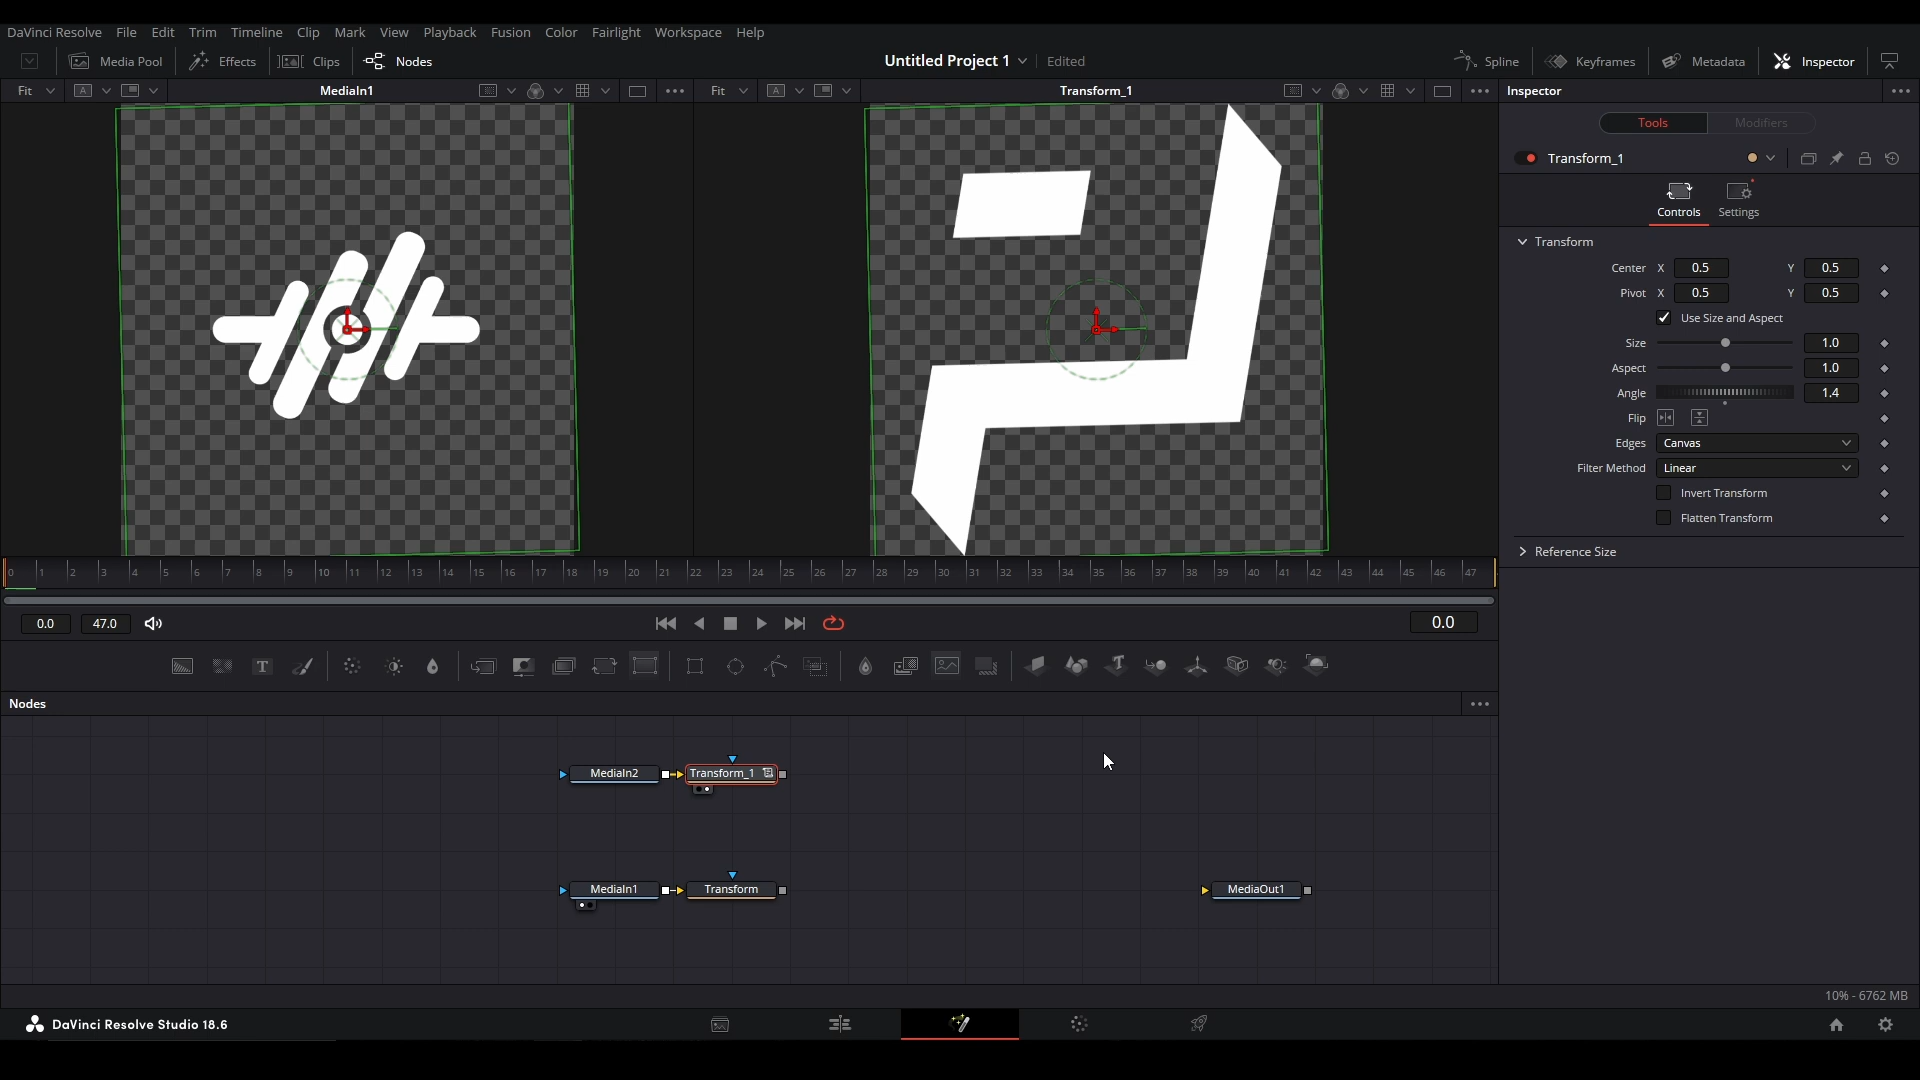 DaVinci Resolve File Edit Trim Timeline Clip Mark View Playback Fusion Color Fairlight Workspace Help
Media Pool Effects Clips Nodes Untitled Project 1 Edited Spline Keyframes Metadata Inspector
Fit A MediaIn1 Fit A Transform_1 Inspector
Tools Modifiers
Transform_1
Controls Settings
Transform
Center X 0.5 Y 0.5
Pivot X 0.5 Y 0.5
Use Size and Aspect
Size 1.0
Aspect 1.0
Angle 1.4
Flip
Edges Canvas
Filter Method Linear
Invert Transform
Flatten Transform
Reference Size
0 1 2 3 4 5 6 7 8 9 10 11 12 13 14 15 16 17 18 19 20 21 22 23 24 25 26 27 28 29 30 31 32 33 34 35 36 37 38 39 40 41 42 43 44 45 46 47
0.0 47.0 0.0
T T
Nodes
MediaIn2 Transform_1
MediaIn1 Transform MediaOut1
10% - 6762 MB
DaVinci Resolve Studio 18.6